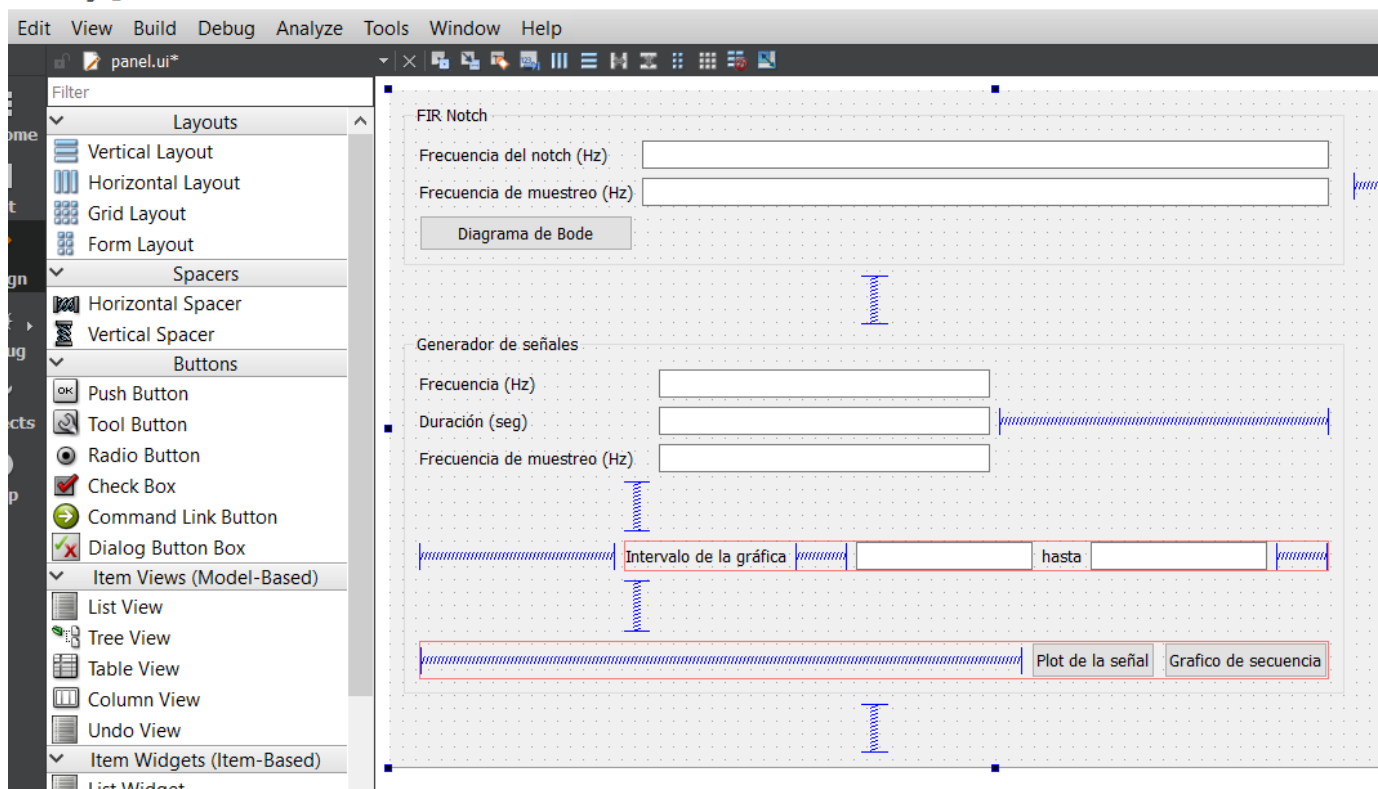 Edit View Build Debug Analyze Tools Window Help
panel.ui*
Filter
Layouts
Vertical Layout
Horizontal Layout
Grid Layout
Form Layout
Spacers
Horizontal Spacer
Vertical Spacer
Buttons
OK Push Button
Tool Button
Radio Button
Check Box
Command Link Button
Dialog Button Box
Item Views (Model-Based)
List View
Tree View
Table View
Column View
Undo View
Item Widgets (Item-Based)
List Widget
FIR Notch
Frecuencia del notch (Hz)
Frecuencia de muestreo (Hz)
Diagrama de Bode
Generador de señales
Frecuencia (Hz)
Duración (seg)
Frecuencia de muestreo (Hz)
Intervalo de la gráfica hasta
Plot de la señal Grafico de secuencia